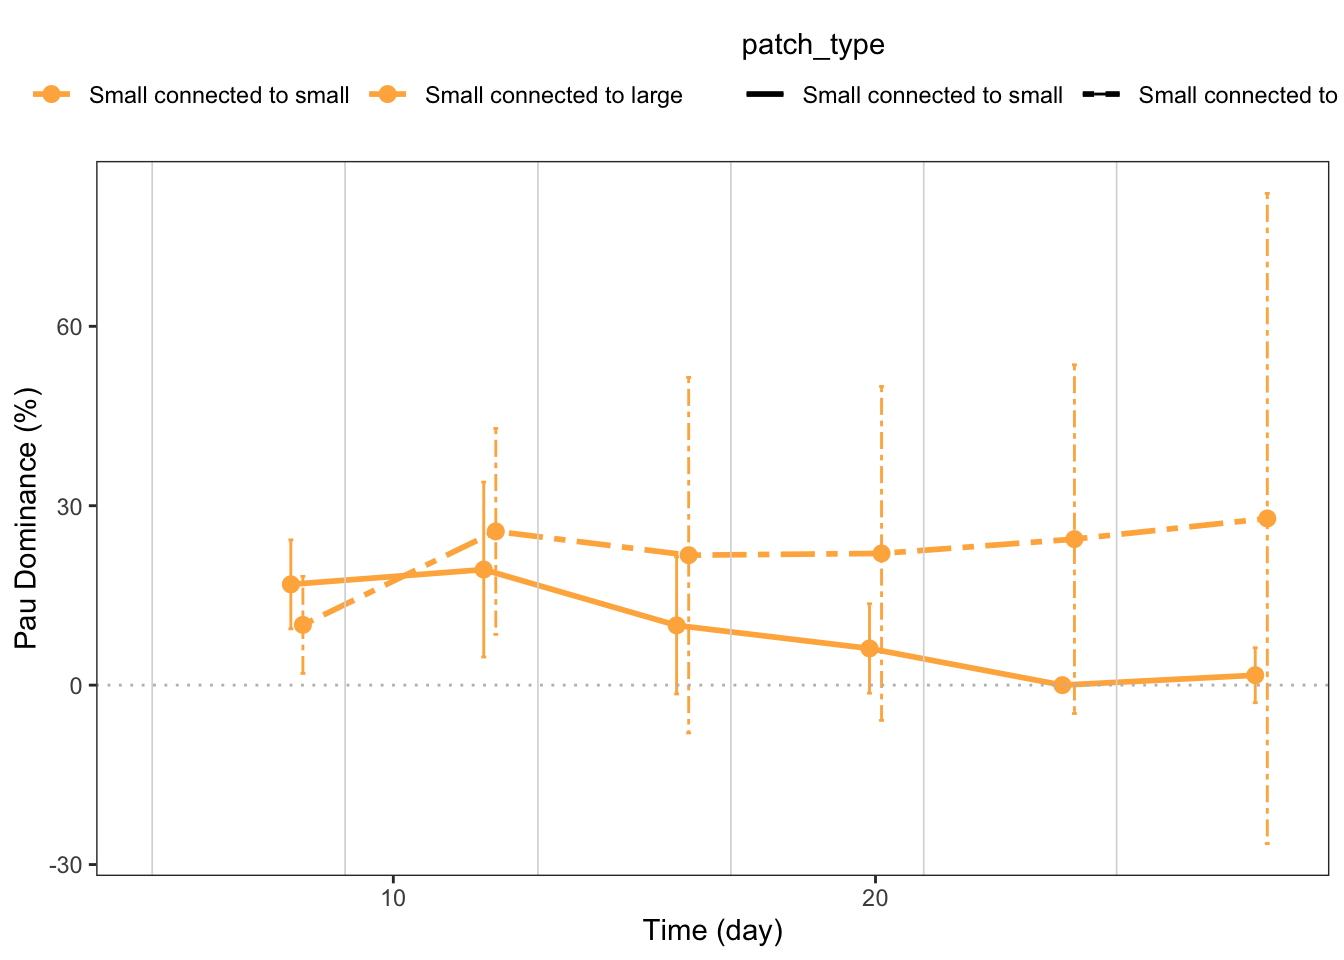 patch_type
Small connected to small Small connected to large Small connected to small Small connected to
Pau Dominance (%)
60
30
0
-30
10 20
Time (day)